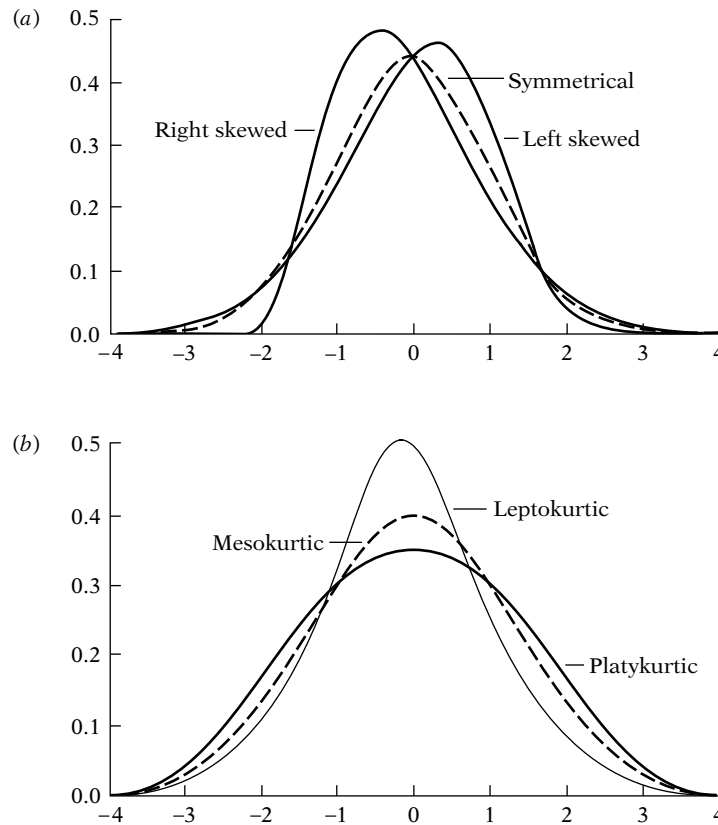 (a)
0.5
0.4
0.3
0.2
0.1
0.0
Symmetrical
Right skewed
Left skewed
−4 −3 −2 −1 0 1 2 3 4
(b)
0.5
0.4
0.3
0.2
0.1
0.0
Leptokurtic
Mesokurtic
Platykurtic
−4 −3 −2 −1 0 1 2 3 4